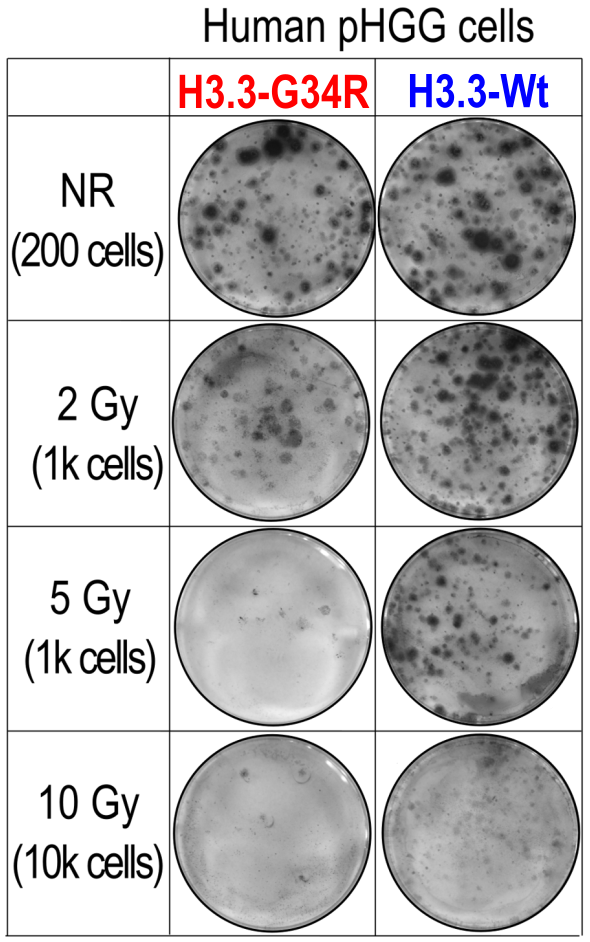 Human pHGG cells
H3.3-G34R H3.3-Wt
NR
(200 cells)
2 Gy
(1k cells)
5 Gy
(1k cells)
10 Gy
(10k cells)